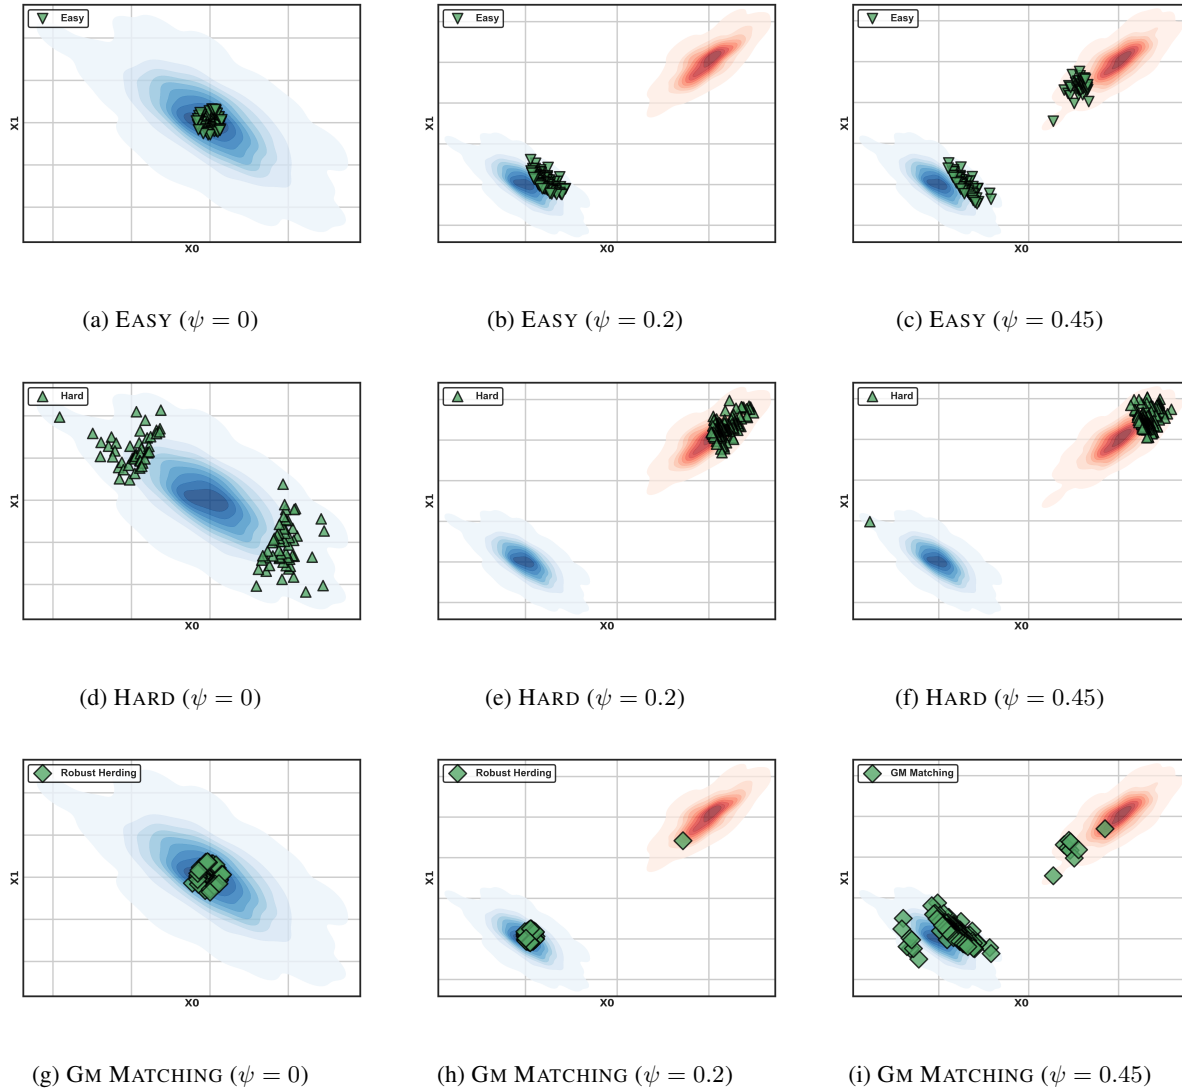 Easy
Easy
Easy
X1
X1
X1
X0
X0
X0
(a) EASY (ψ = 0)
(b) EASY (ψ = 0.2)
(c) EASY (ψ = 0.45)
Hard
Hard
Hard
X1
X1
X1
X0
X0
X0
(d) HARD (ψ = 0)
(e) HARD (ψ = 0.2)
(f) HARD (ψ = 0.45)
Robust Herding
Robust Herding
GM Matching
X1
X1
X1
X0
X0
X0
(g) GM MATCHING (ψ = 0)
(h) GM MATCHING (ψ = 0.2)
(i) GM MATCHING (ψ = 0.45)